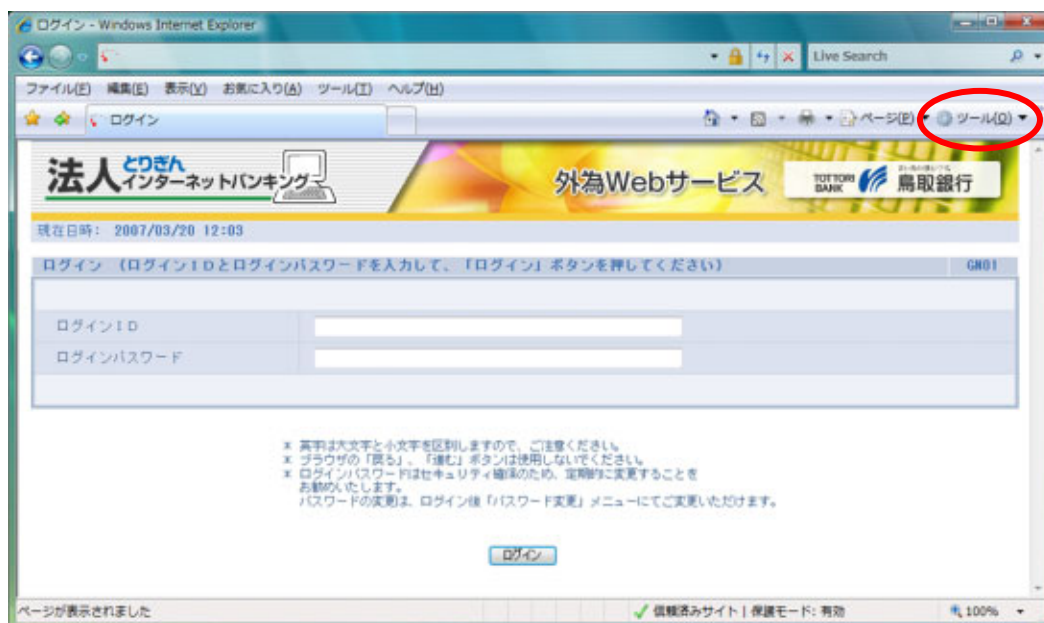 ログイン - Windows Internet Explorer
Live Search
ファイル(F) 編集(E) 表示(V) お気に入り(A) ツール(T) ヘルプ(H)
ログイン
ページ(P) ツール(O)
法人 とりぎん インターネットバンキング
外為Webサービス
TOTTORI BANK 鳥取銀行
現在日時: 2007/03/20 12:03
ログイン (ログインIDとログインパスワードを入力して、「ログイン」ボタンを押してください) GN01
ログインID
ログインパスワード
* 英字は大文字と小文字を区別しますので、ご注意ください。
* ブラウザの「戻る」、「進む」ボタンは使用しないでください。
* ログインパスワードはセキュリティ確保のため、定期的に変更することを
お勧めいたします。
パスワードの変更は、ログイン後「パスワード変更」メニューにてご変更いただけます。
ログイン
ページが表示されました 信頼済みサイト | 保護モード: 有効 100%